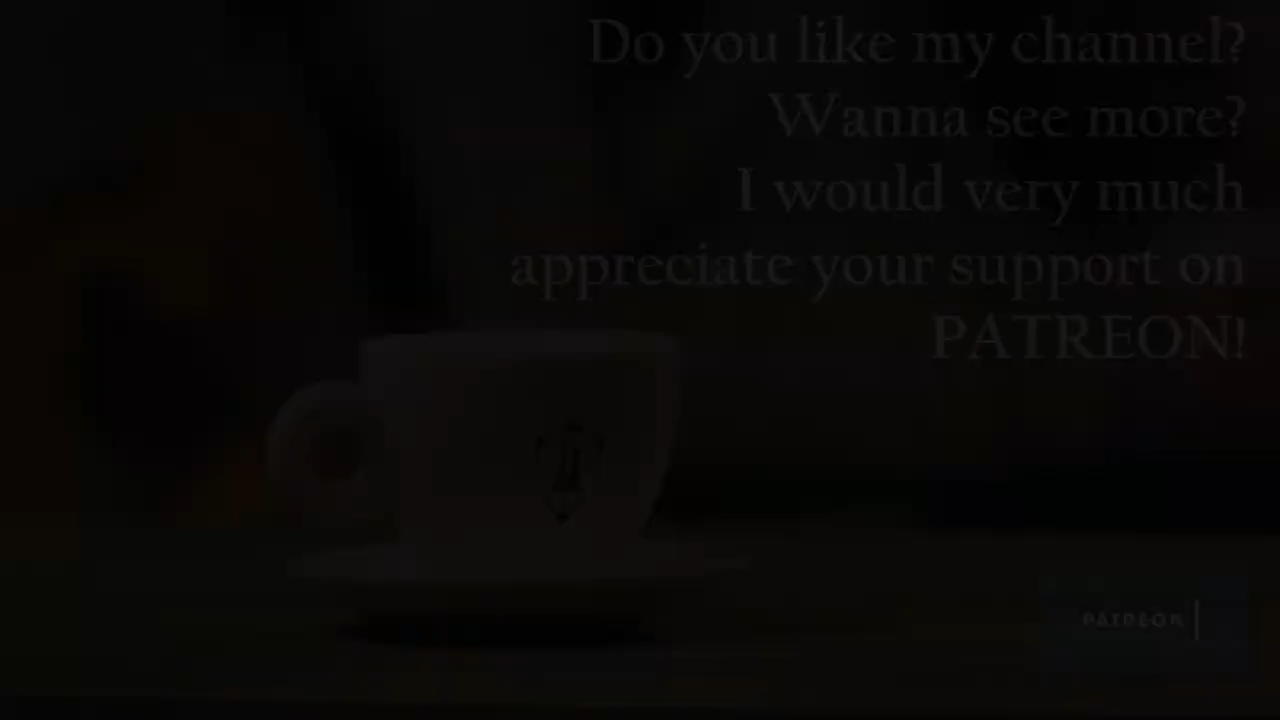 Do you like my channel?
Wanna see more?
I would very much
appreciate your support on
PATREON!
PATREON